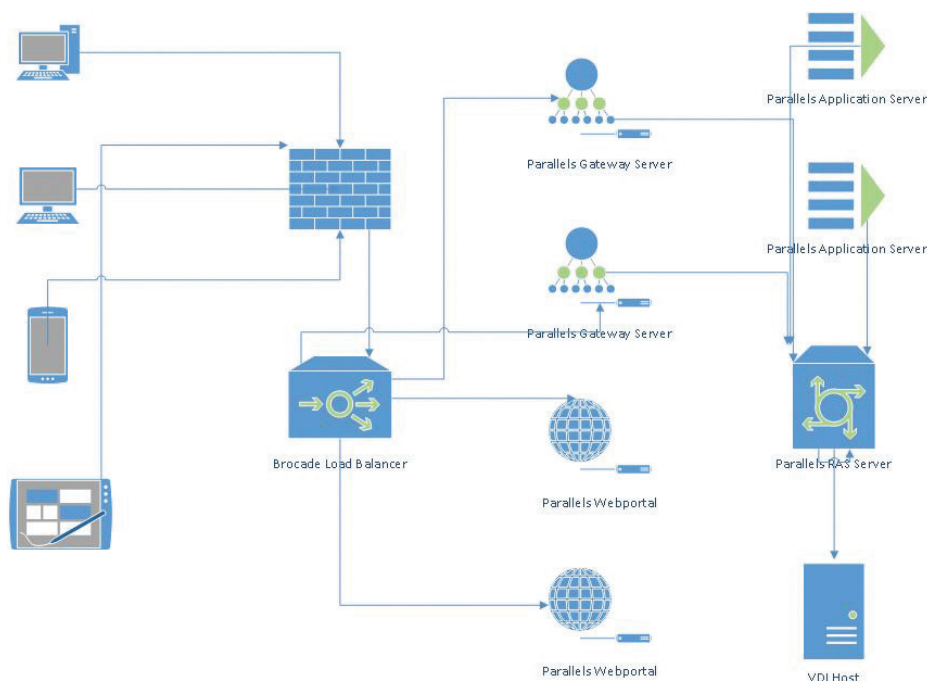 Parallels Application Server
Parallels Gateway Server
Parallels Application Server
Parallels Gateway Server
Brocade Load Balancer
Parallels RAS Server
Parallels Webportal
Parallels Webportal
VDI Host